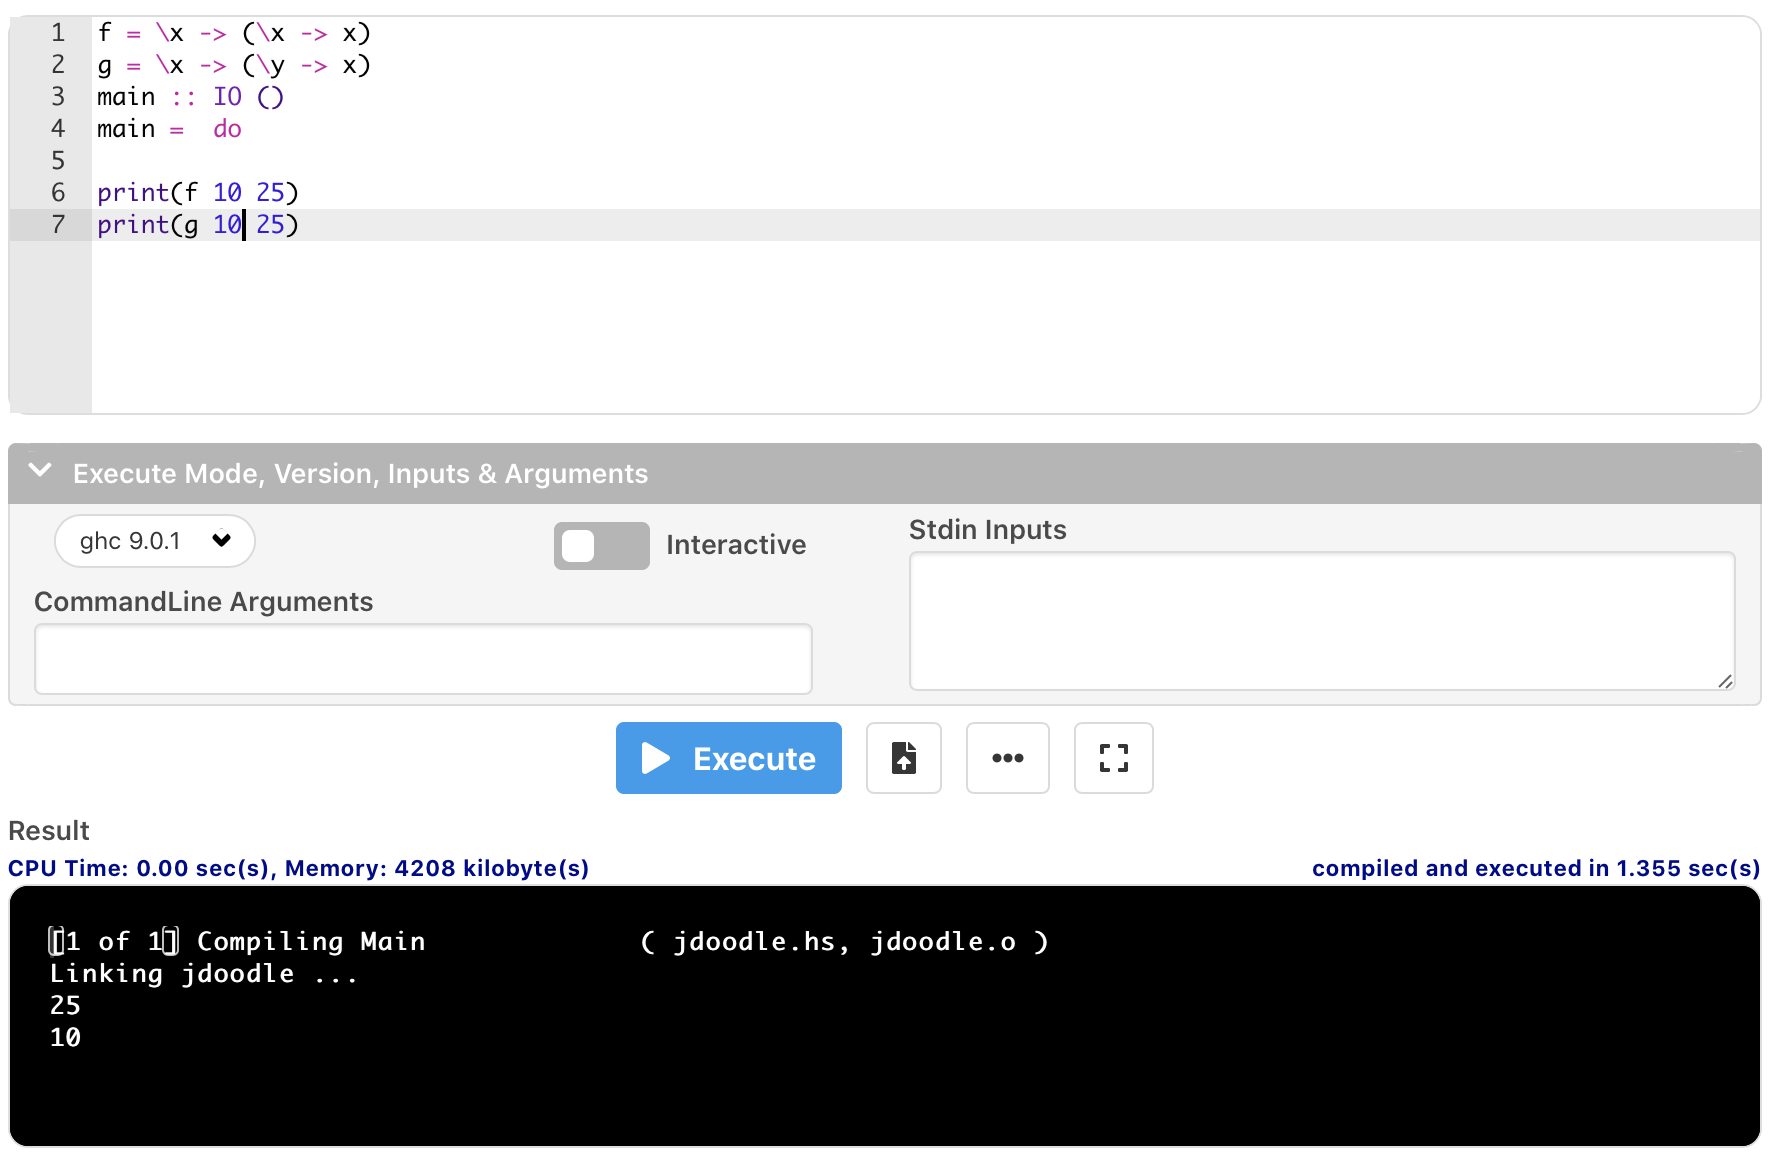 1 f = \x -> (\x -> x)
2 g = \x -> (\y -> x)
3 main :: IO ()
4 main =  do
5
6 print(f 10 25)
7 print(g 10 25)
Execute Mode, Version, Inputs & Arguments
ghc 9.0.1
Interactive
Stdin Inputs
CommandLine Arguments
Execute
Result
CPU Time: 0.00 sec(s), Memory: 4208 kilobyte(s)
compiled and executed in 1.355 sec(s)
[1 of 1] Compiling Main             ( jdoodle.hs, jdoodle.o )
Linking jdoodle ...
25
10